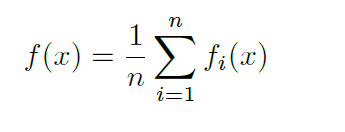 f(x) = \frac{1}{n} \sum_{i=1}^{n} f_i(x)